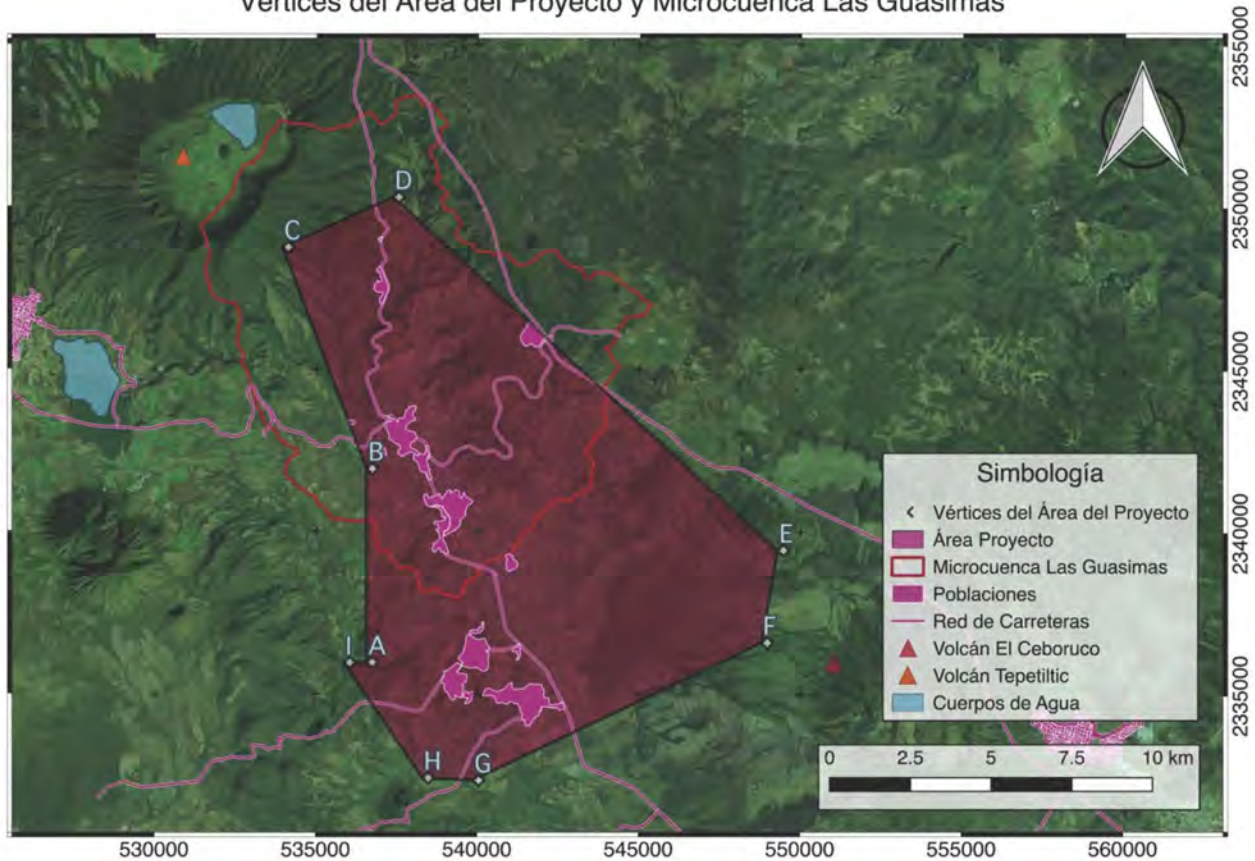 Vértices del Área del Proyecto y Microcuenca Las Guasimas
2355000
D
C
2350000
2345000
B
E
2340000
F
I A
2335000
H G
Simbología
Vértices del Área del Proyecto
Área Proyecto
Microcuenca Las Guasimas
Poblaciones
Red de Carreteras
Volcán El Ceboruco
Volcán Tepetiltic
Cuerpos de Agua
0 2.5 5 7.5 10 km
530000 535000 540000 545000 550000 555000 560000